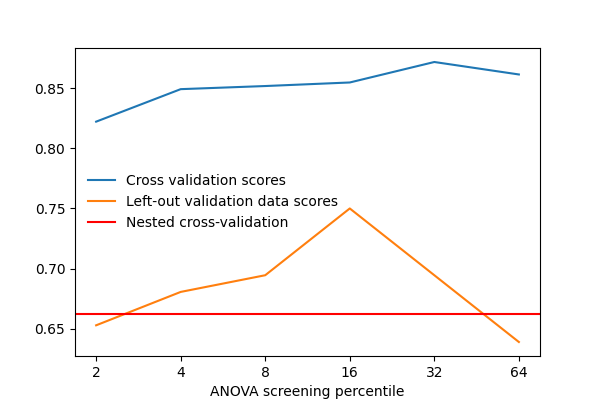 0.85
0.80
0.75
0.70
0.65
Cross validation scores
Left-out validation data scores
Nested cross-validation
2 4 8 16 32 64
ANOVA screening percentile